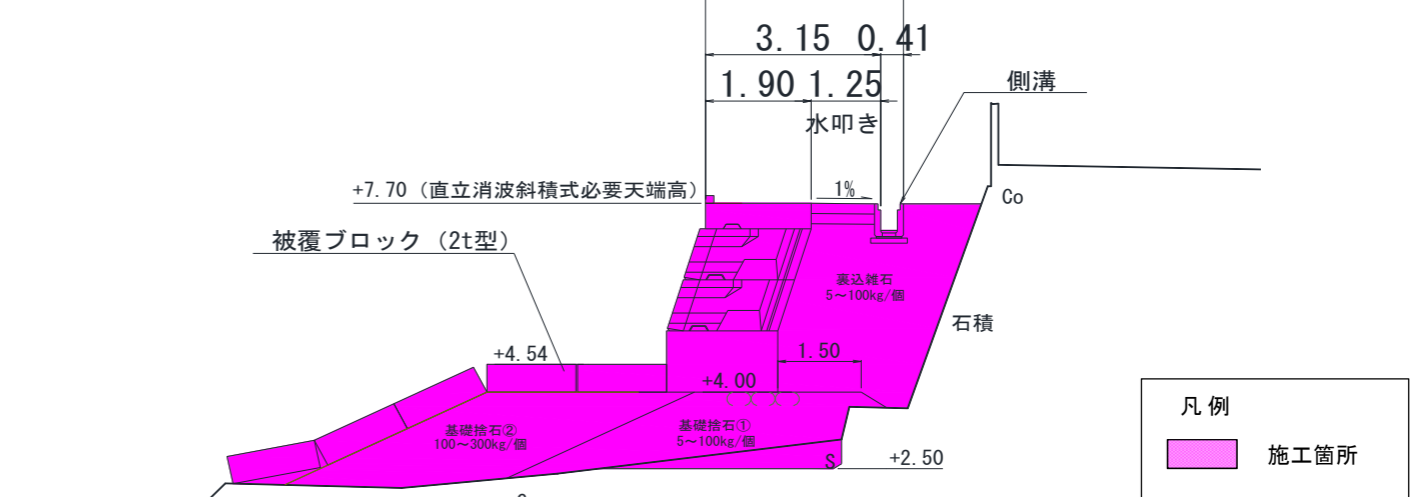 3.15 0.41
1.90 1.25
側溝
水叩き
+7.70（直立消波斜積式必要天端高）
1%
Co
被覆ブロック（2t型）
裏込雑石
5～100kg/個
石積
+4.54
1.50
+4.00
凡例
基礎捨石②
100～300kg/個
基礎捨石①
5～100kg/個
施工箇所
S
+2.50